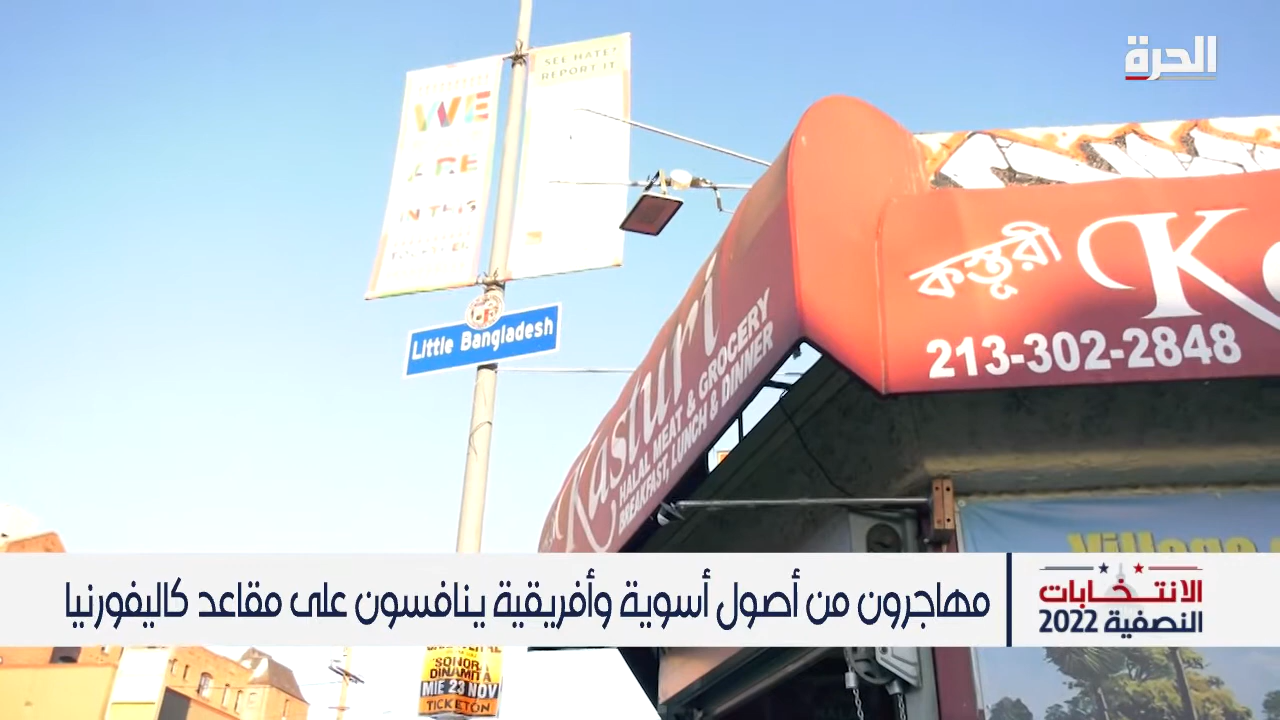 الحرة
SEE HATE?
REPORT IT.
WE
ARE
IN THIS
TOGETHER
Little Bangladesh
Kasturi
HALAL MEAT & GROCERY
BREAKFAST, LUNCH & DINNER
কস্তুরী
213-302-2848
Village
مهاجرون من أصول أسوية وأفريقية ينافسون على مقاعد كاليفورنيا
الانتخابات
النصفية 2022
SONORA
DINAMITA
MIE 23 NOV
TICKETON